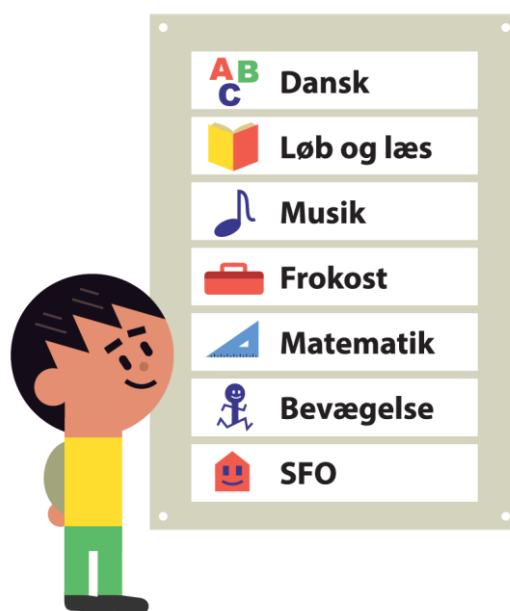 ABC Dansk
Løb og læs
Musik
Frokost
Matematik
Bevægelse
SFO